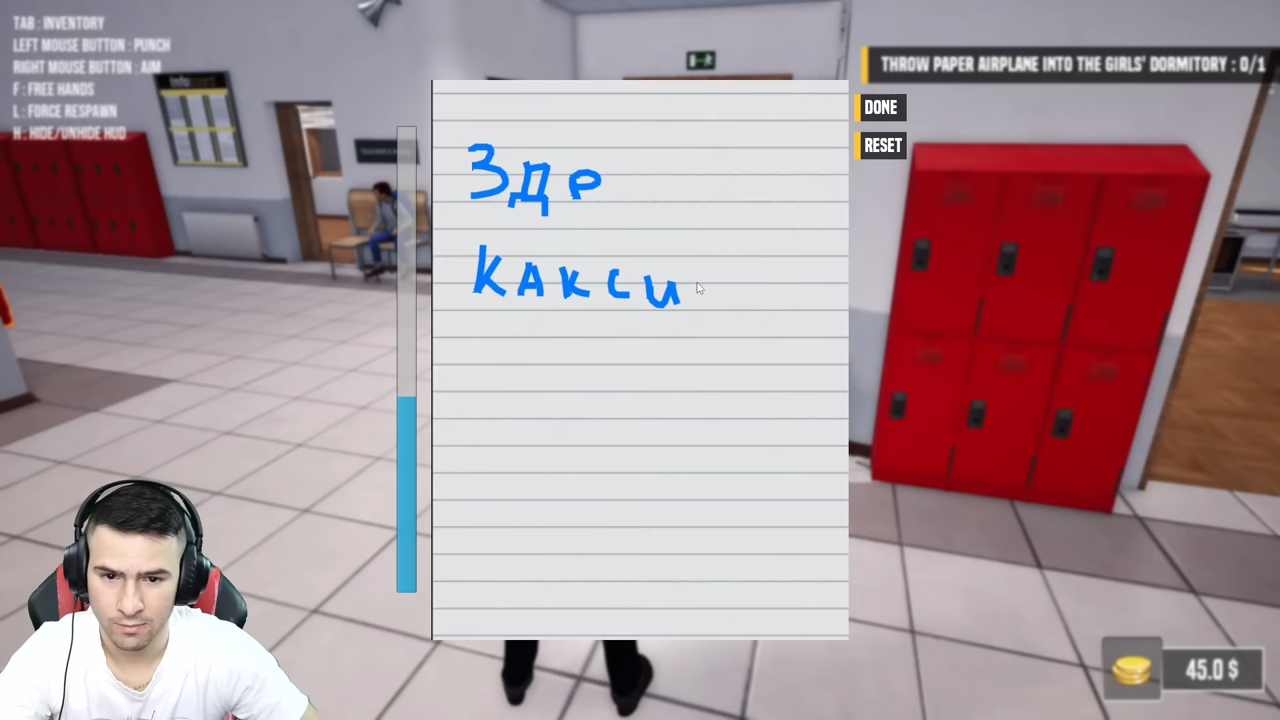 TAB : INVENTORY
LEFT MOUSE BUTTON : PUNCH
RIGHT MOUSE BUTTON : AIM
F : FREE HANDS
L : FORCE RESPAWN
H : HIDE/UNHIDE HUD
THROW PAPER AIRPLANE INTO THE GIRLS' DORMITORY : 0/1
DONE
RESET
Здр
КАКСИ
45.0 $